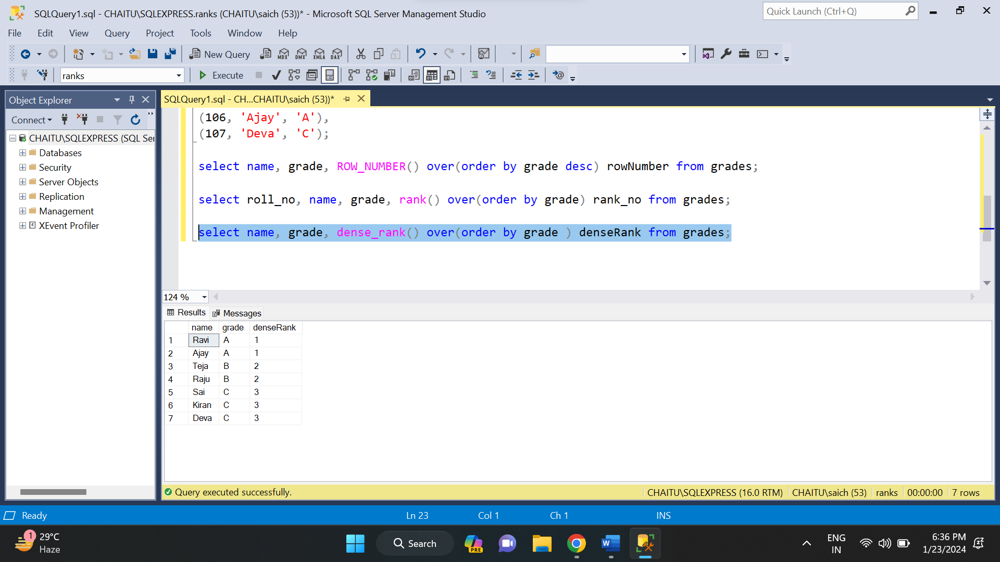 SQLQuery1.sql - CHAITU\SQLEXPRESS.ranks (CHAITU\saich (53))* - Microsoft SQL Server Management Studio
Quick Launch (Ctrl+Q)
File Edit View Query Project Tools Window Help
New Query MDX DMX XMLA DAX
ranks Execute
Object Explorer
SQLQuery1.sql - CH...CHAITU\saich (53))*
Connect
CHAITU\SQLEXPRESS (SQL Ser
Databases
Security
Server Objects
Replication
Management
XEvent Profiler
(106, 'Ajay', 'A'),
(107, 'Deva', 'C');
select name, grade, ROW_NUMBER() over(order by grade desc) rowNumber from grades;
select roll_no, name, grade, rank() over(order by grade) rank_no from grades;
select name, grade, dense_rank() over(order by grade ) denseRank from grades;
124 %
Results Messages
name grade denseRank
1 Ravi A 1
2 Ajay A 1
3 Teja B 2
4 Raju B 2
5 Sai C 3
6 Kiran C 3
7 Deva C 3
Query executed successfully. CHAITU\SQLEXPRESS (16.0 RTM) CHAITU\saich (53) ranks 00:00:00 7 rows
Ready Ln 23 Col 1 Ch 1 INS
1 29°C
Haze
Search
PRE
W
ENG
IN
6:36 PM
1/23/2024